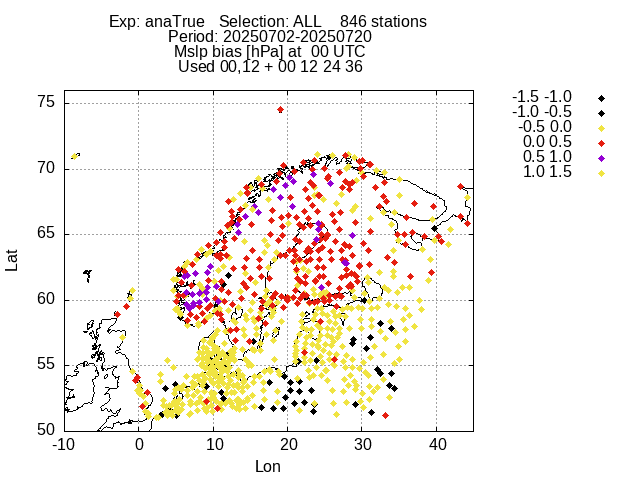 Exp: anaTrue   Selection: ALL    846 stations
Period: 20250702-20250720
Mslp bias [hPa] at  00 UTC
Used 00,12 + 00 12 24 36
-1.5 -1.0
-1.0 -0.5
-0.5 0.0
0.0 0.5
0.5 1.0
1.0 1.5
75
70
65
60
55
50
Lat
-10 0 10 20 30 40
Lon